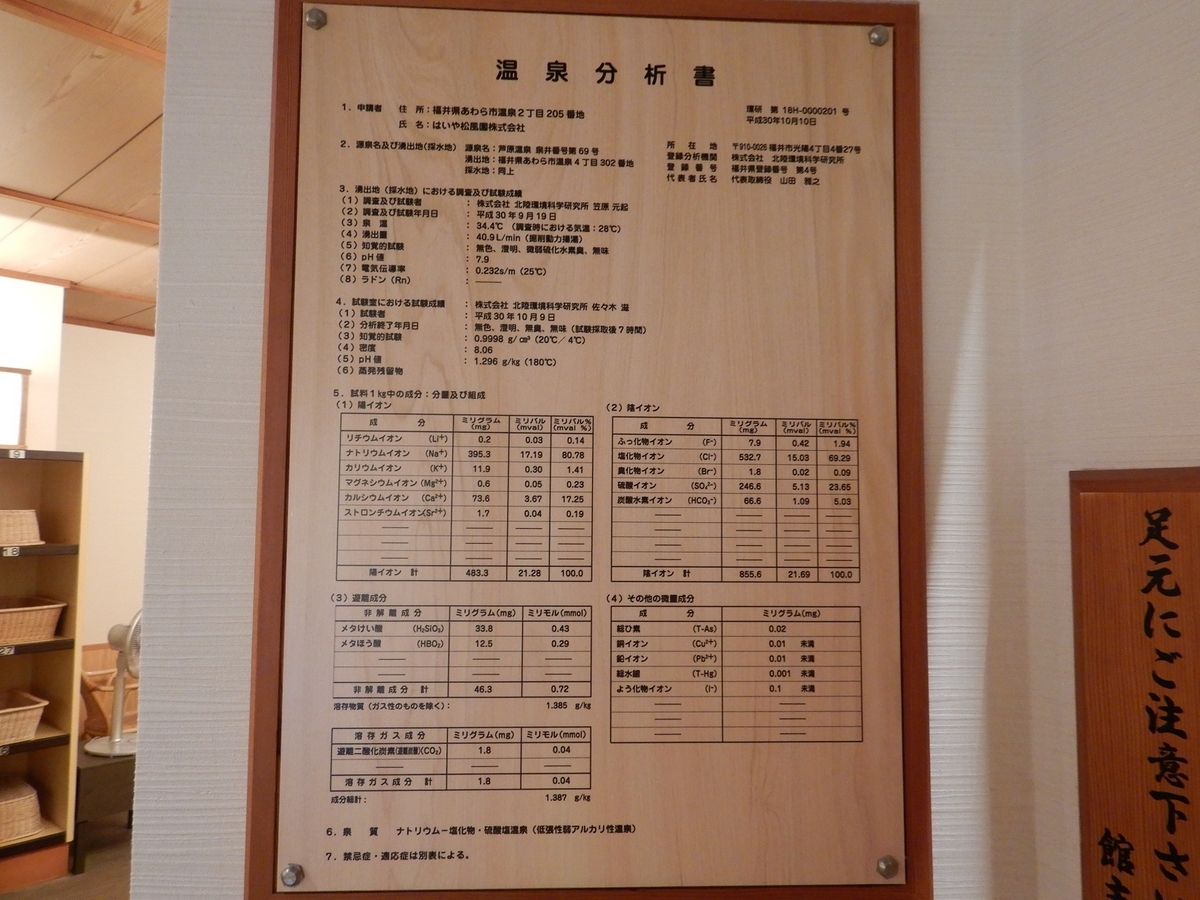 温泉分析書
環研 第 18H-0000201 号
平成30年10月10日
1．申請者 住 所：福井県あわら市温泉2丁目205番地
氏 名：はいや松風園株式会社
2．源泉名及び湧出地(採水地) 源泉名：芦原温泉 泉井番号第69号
湧出地：福井県あわら市温泉4丁目302番地
採水地：同上
所在地 〒910-0026 福井市光陽4丁目4番27号
登録分析機関 株式会社 北陸環境科学研究所
登録番号 福井県登録番号 第4号
代表者氏名 代表取締役 山田 雅之
3．湧出地（採水地）における調査及び試験成績
(1) 調査及び試験者 ：株式会社 北陸環境科学研究所 笠原 元起
(2) 調査及び試験年月日 ：平成30年9月19日
(3) 泉 温 ：34.4℃ （調査時における気温：28℃）
(4) 湧出量 ：40.9L/min（掘削動力揚湯）
(5) 知覚的試験 ：無色、澄明、微弱硫化水素臭、無味
(6) pH値 ：7.9
(7) 電気伝導率 ：0.232s/m（25℃）
(8) ラドン（Rn） ：―――
4．試験室における試験成績 ：株式会社 北陸環境科学研究所 佐々木 滋
(1) 試験者 ：平成30年10月9日
(2) 分析終了年月日 ：無色、澄明、無臭、無味（試験採取後7時間）
(3) 知覚的試験 ：0.9998 g/㎤（20℃／4℃）
(4) 密度 ：8.06
(5) pH値 ：1.296 g/kg（180℃）
(6) 蒸発残留物
5．試料1kg中の成分：分量及び組成
(1) 陽イオン
成 分 ミリグラム(mg) ミリバル(mval) ミリバル%(mval %)
リチウムイオン (Li⁺) 0.2 0.03 0.14
ナトリウムイオン (Na⁺) 395.3 17.19 80.78
カリウムイオン (K⁺) 11.9 0.30 1.41
マグネシウムイオン (Mg²⁺) 0.6 0.05 0.23
カルシウムイオン (Ca²⁺) 73.6 3.67 17.25
ストロンチウムイオン(Sr²⁺) 1.7 0.04 0.19
陽イオン 計 483.3 21.28 100.0
(2) 陰イオン
成 分 ミリグラム(mg) ミリバル(mval) ミリバル%(mval %)
ふっ化物イオン (F⁻) 7.9 0.42 1.94
塩化物イオン (Cl⁻) 532.7 15.03 69.29
臭化物イオン (Br⁻) 1.8 0.02 0.09
硫酸イオン (SO₄²⁻) 246.6 5.13 23.65
炭酸水素イオン (HCO₃⁻) 66.6 1.09 5.03
陰イオン 計 855.6 21.69 100.0
(3) 遊離成分
非解離成分 ミリグラム(mg) ミリモル(mmol)
メタけい酸 (H₂SiO₃) 33.8 0.43
メタほう酸 (HBO₂) 12.5 0.29
非解離成分 計 46.3 0.72
溶存物質（ガス性のものを除く）： 1.385 g/kg
溶存ガス成分 ミリグラム(mg) ミリモル(mmol)
遊離二酸化炭素(遊離炭酸)(CO₂) 1.8 0.04
溶存ガス成分 計 1.8 0.04
成分総計： 1.387 g/kg
(4) その他の微量成分
成 分 ミリグラム(mg)
総ひ素 (T-As) 0.02
銅イオン (Cu²⁺) 0.01 未満
鉛イオン (Pb²⁺) 0.01 未満
総水銀 (T-Hg) 0.001 未満
よう化物イオン (I⁻) 0.1 未満
6．泉 質 ナトリウム－塩化物・硫酸塩温泉（低張性弱アルカリ性温泉）
7．禁忌症・適応症は別表による。
足元にご注意下さい
館主
9
18
27